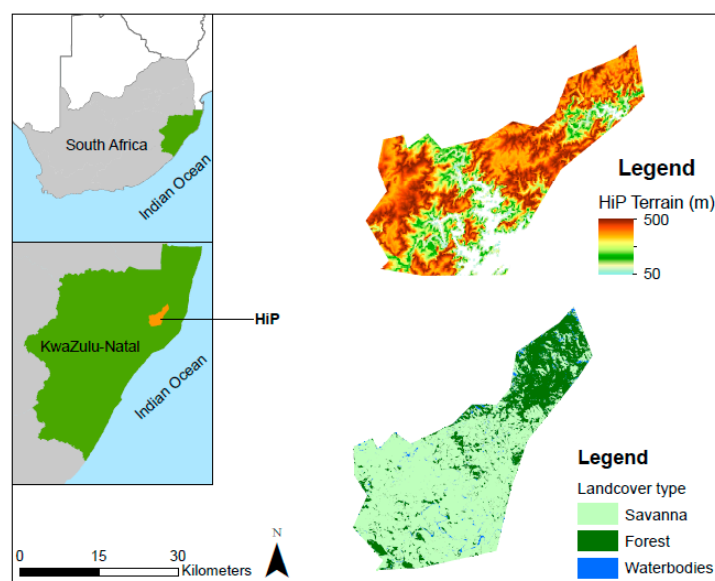 South Africa
Indian Ocean
KwaZulu-Natal
HiP
Indian Ocean
Legend
HiP Terrain (m)
500
50
Legend
Landcover type
Savanna
Forest
Waterbodies
N
0 15 30
Kilometers